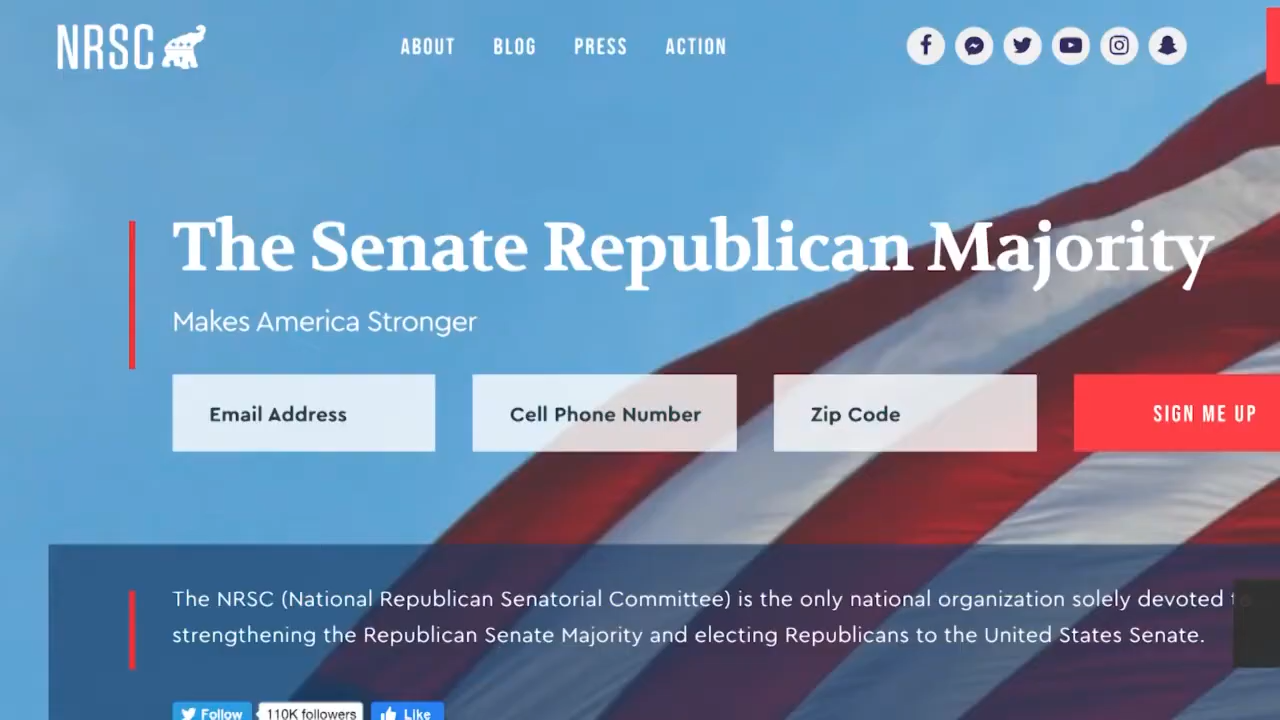 NRSC
ABOUT BLOG PRESS ACTION
The Senate Republican Majority
Makes America Stronger
Email Address
Cell Phone Number
Zip Code
SIGN ME UP
The NRSC (National Republican Senatorial Committee) is the only national organization solely devoted to
strengthening the Republican Senate Majority and electing Republicans to the United States Senate.
Follow 110K followers Like